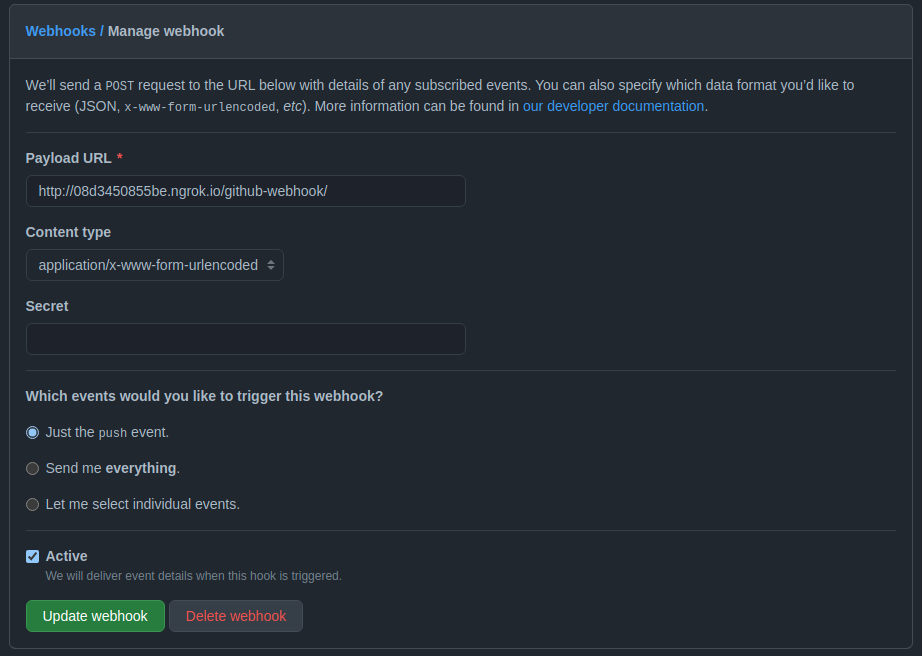 Webhooks / Manage webhook
We’ll send a POST request to the URL below with details of any subscribed events. You can also specify which data format you’d like to
receive (JSON, x-www-form-urlencoded, etc). More information can be found in our developer documentation.
Payload URL *
http://08d3450855be.ngrok.io/github-webhook/
Content type
application/x-www-form-urlencoded
Secret
Which events would you like to trigger this webhook?
Just the push event.
Send me everything.
Let me select individual events.
Active
We will deliver event details when this hook is triggered.
Update webhook Delete webhook